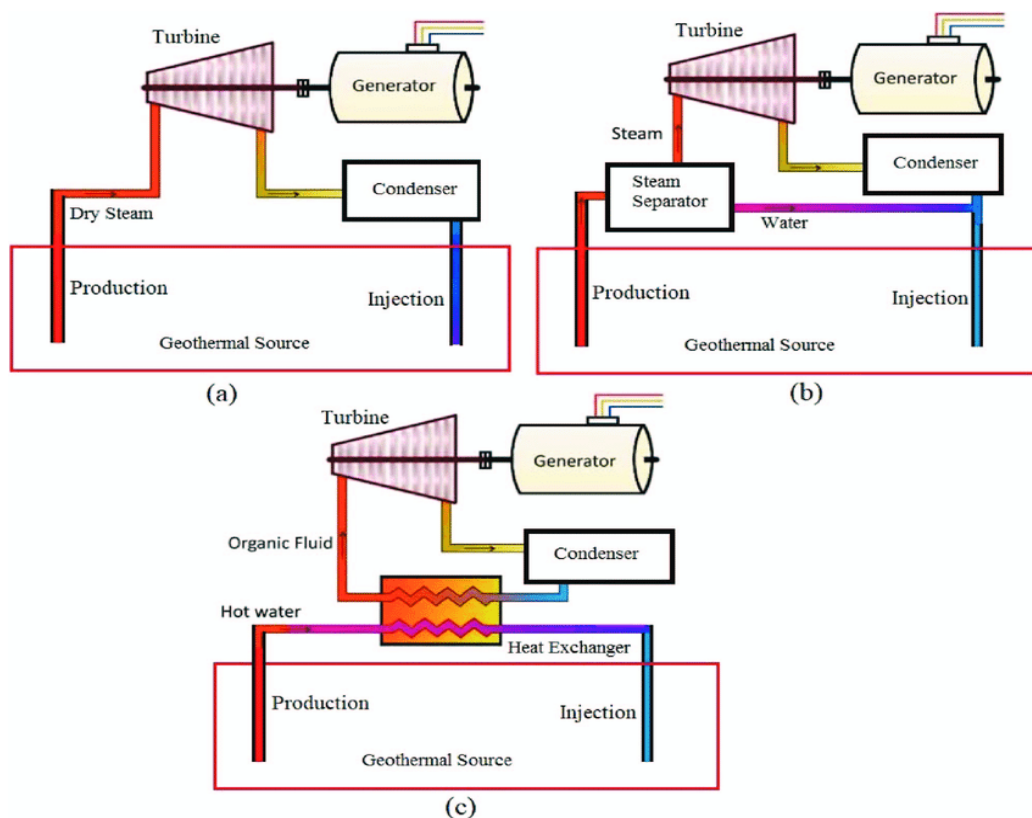 Turbine
Generator
Condenser
Dry Steam
Production
Injection
Geothermal Source
(a)
Turbine
Generator
Steam
Condenser
Steam
Separator
Water
Production
Injection
Geothermal Source
(b)
Turbine
Generator
Organic Fluid
Condenser
Hot water
Heat Exchanger
Production
Injection
Geothermal Source
(c)